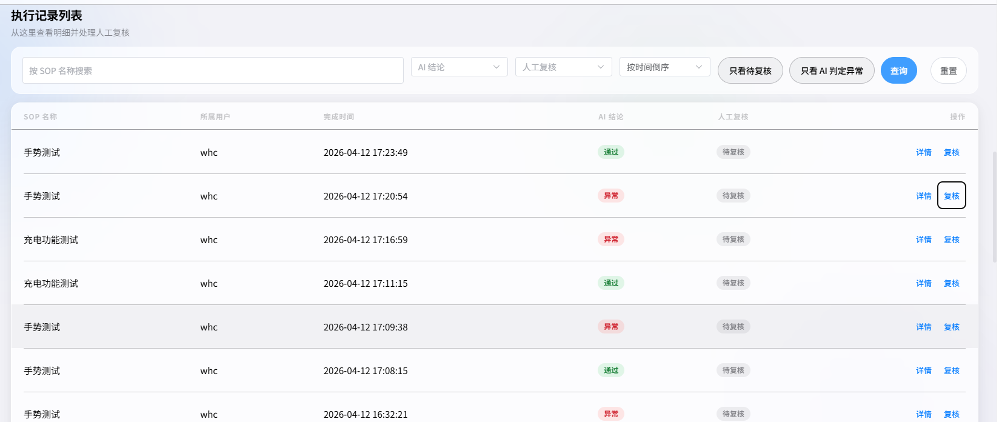 执行记录列表
从这里查看明细并处理人工复核
按 SOP 名称搜索 AI 结论 人工复核 按时间倒序 只看待复核 只看 AI 判定异常 查询 重置
SOP 名称 所属用户 完成时间 AI 结论 人工复核 操作
手势测试 whc 2026-04-12 17:23:49 通过 待复核 详情 复核
手势测试 whc 2026-04-12 17:20:54 异常 待复核 详情 复核
充电功能测试 whc 2026-04-12 17:16:59 异常 待复核 详情 复核
充电功能测试 whc 2026-04-12 17:11:15 通过 待复核 详情 复核
手势测试 whc 2026-04-12 17:09:38 异常 待复核 详情 复核
手势测试 whc 2026-04-12 17:08:15 通过 待复核 详情 复核
手势测试 whc 2026-04-12 16:32:21 异常 待复核 详情 复核